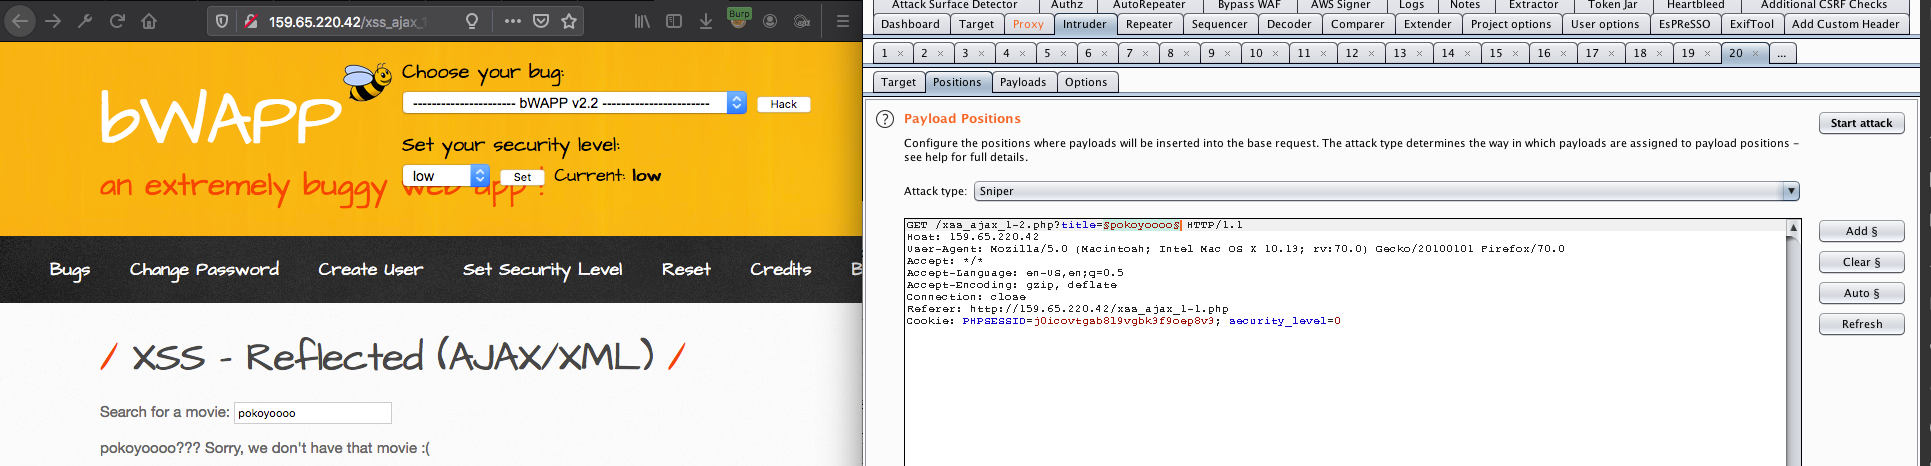 159.65.220.42/xss_ajax_1
Burp
bWAPP
an extremely buggy web app !
Choose your bug:
---------------------- bWAPP v2.2 -----------------------
Hack
Set your security level:
low
Set
Current: low
Bugs
Change Password
Create User
Set Security Level
Reset
Credits
B
/ XSS - Reflected (AJAX/XML) /
Search for a movie: pokoyoooo
pokoyoooo??? Sorry, we don't have that movie :(
Attack Surface Detector Authz AutoRepeater Bypass WAF AWS Signer Logs Notes Extractor Token Jar Heartbleed Additional CSRF Checks
Dashboard Target Proxy Intruder Repeater Sequencer Decoder Comparer Extender Project options User options EsPReSSO ExifTool Add Custom Header
1 × 2 × 3 × 4 × 5 × 6 × 7 × 8 × 9 × 10 × 11 × 12 × 13 × 14 × 15 × 16 × 17 × 18 × 19 × 20 × ...
Target Positions Payloads Options
? Payload Positions
Start attack
Configure the positions where payloads will be inserted into the base request. The attack type determines the way in which payloads are assigned to payload positions –
see help for full details.
Attack type: Sniper
GET /xss_ajax_1-2.php?title=§pokoyoooo§ HTTP/1.1
Host: 159.65.220.42
User-Agent: Mozilla/5.0 (Macintosh; Intel Mac OS X 10.13; rv:70.0) Gecko/20100101 Firefox/70.0
Accept: */*
Accept-Language: en-US,en;q=0.5
Accept-Encoding: gzip, deflate
Connection: close
Referer: http://159.65.220.42/xss_ajax_1-1.php
Cookie: PHPSESSID=j0icovtgab8l9vgbk3f9oep8v3; security_level=0
Add §
Clear §
Auto §
Refresh